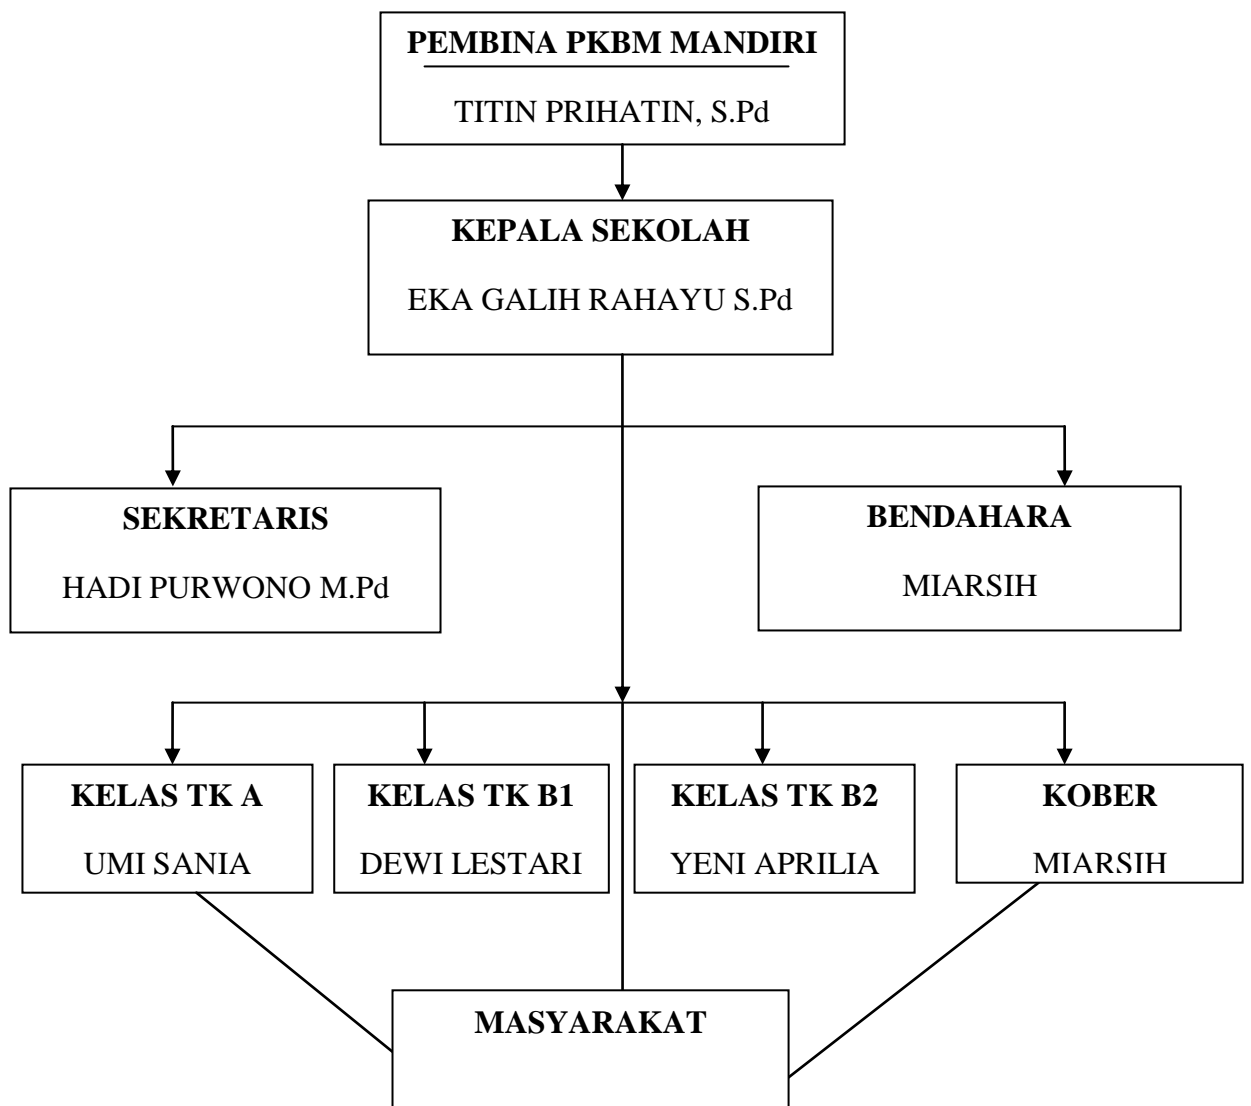 PEMBINA PKBM MANDIRI
TITIN PRIHATIN, S.Pd
KEPALA SEKOLAH
EKA GALIH RAHAYU S.Pd
SEKRETARIS
HADI PURWONO M.Pd
BENDAHARA
MIARSIH
KELAS TK A
UMI SANIA
KELAS TK B1
DEWI LESTARI
KELAS TK B2
YENI APRILIA
KOBER
MIARSIH
MASYARAKAT